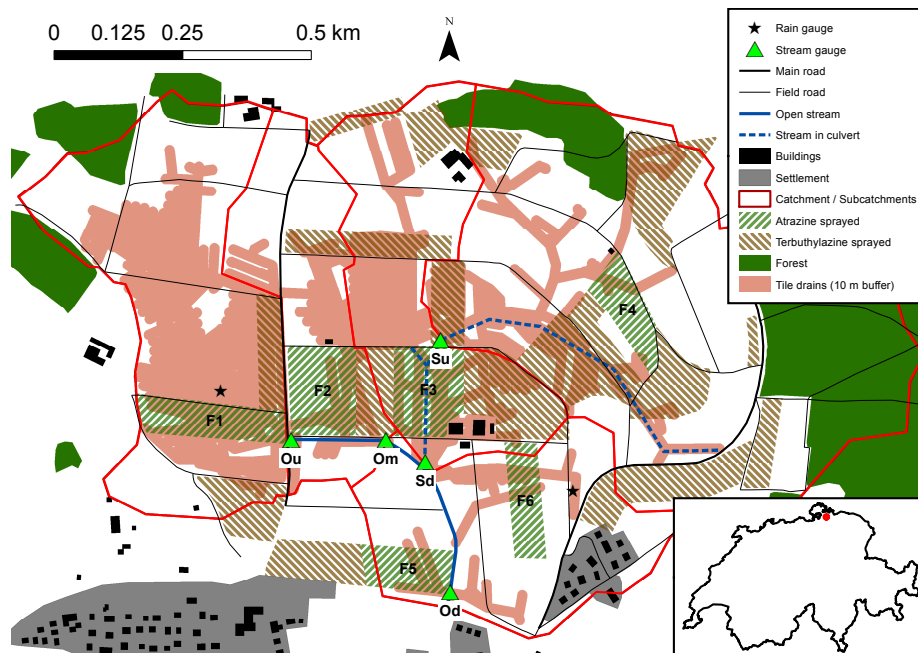 0 0.125 0.25 0.5 km
N
Rain gauge
Stream gauge
Main road
Field road
Open stream
Stream in culvert
Buildings
Settlement
Catchment / Subcatchments
Atrazine sprayed
Terbuthylazine sprayed
Forest
Tile drains (10 m buffer)
F4
Su
F2
F3
F1
Ou
Om
Sd
F6
F5
Od